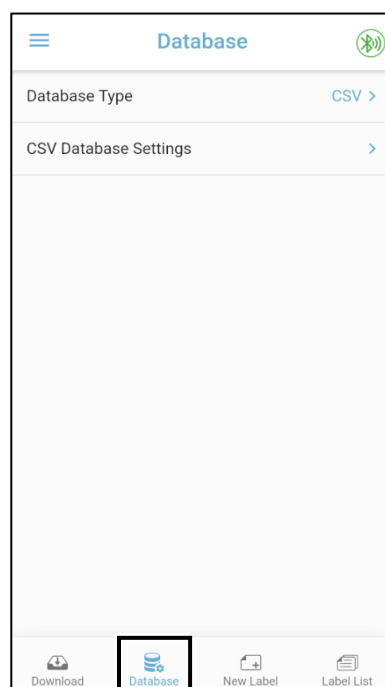 Database
Database Type CSV >
CSV Database Settings >
Download Database New Label Label List